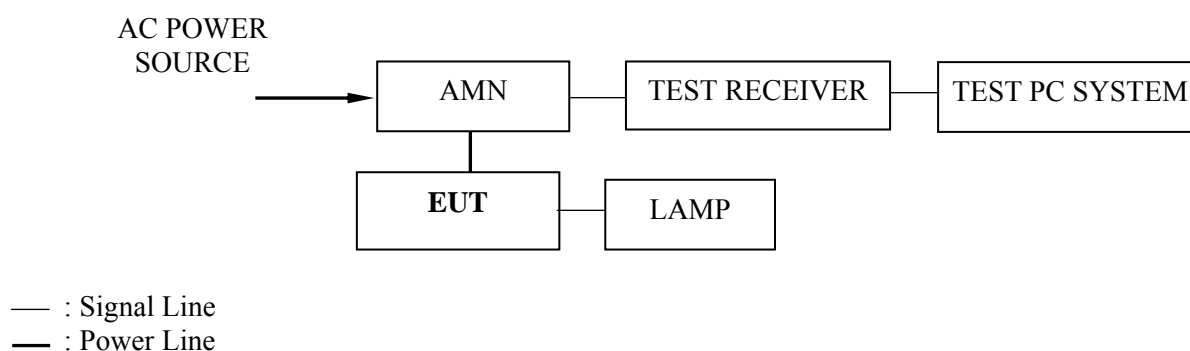 AC POWER
SOURCE
AMN
TEST RECEIVER
TEST PC SYSTEM
EUT
LAMP
: Signal Line
: Power Line